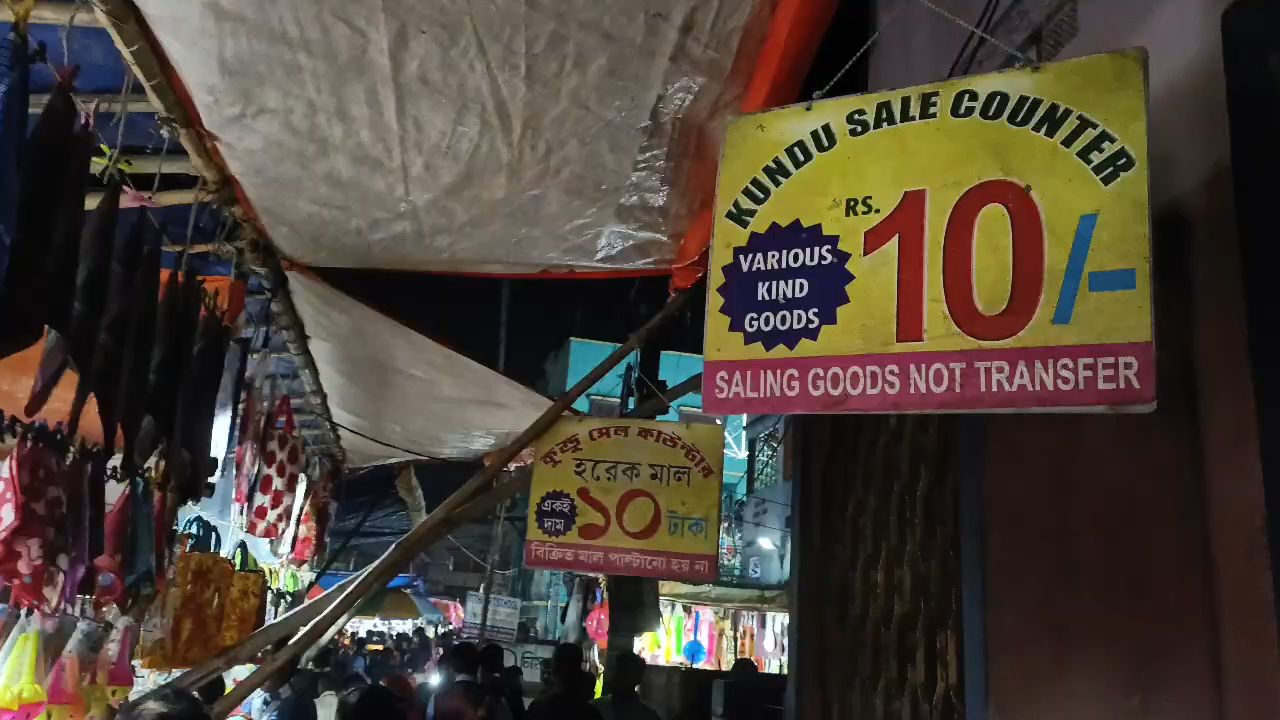 KUNDU SALE COUNTER
RS. 10/-
VARIOUS
KIND
GOODS
SALING GOODS NOT TRANSFER
কুন্ডু সেল কাউন্টার
হরেক মাল
একই
দাম
১০ টাকা
বিক্রিত মাল পাল্টানো হয় না